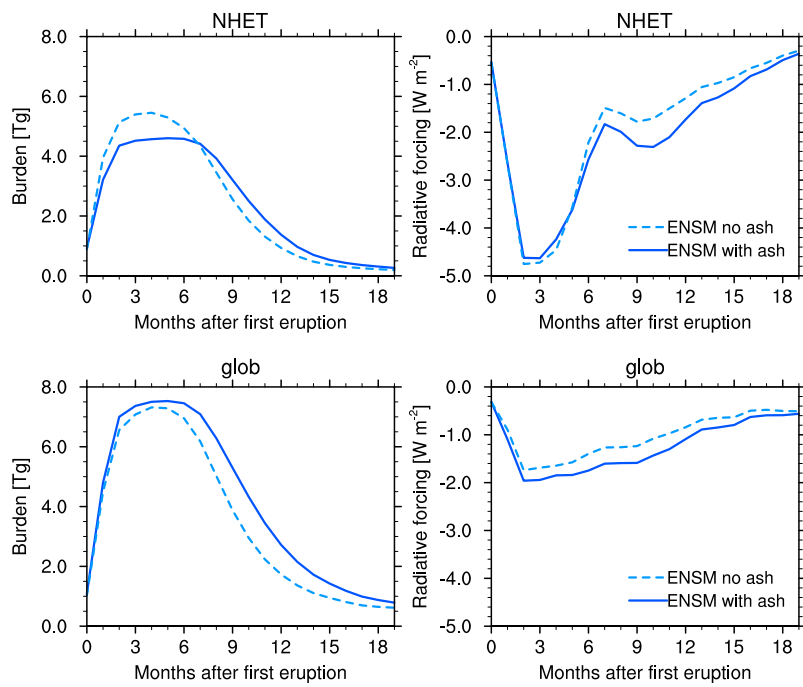 NHET
Burden [Tg]
8.0
6.0
4.0
2.0
0.0
0 3 6 9 12 15 18
Months after first eruption
NHET
Radiative forcing [W m-2]
0.0
-1.0
-2.0
-3.0
-4.0
-5.0
ENSM no ash
ENSM with ash
0 3 6 9 12 15 18
Months after first eruption
glob
Burden [Tg]
8.0
6.0
4.0
2.0
0.0
0 3 6 9 12 15 18
Months after first eruption
glob
Radiative forcing [W m-2]
0.0
-1.0
-2.0
-3.0
-4.0
-5.0
ENSM no ash
ENSM with ash
0 3 6 9 12 15 18
Months after first eruption